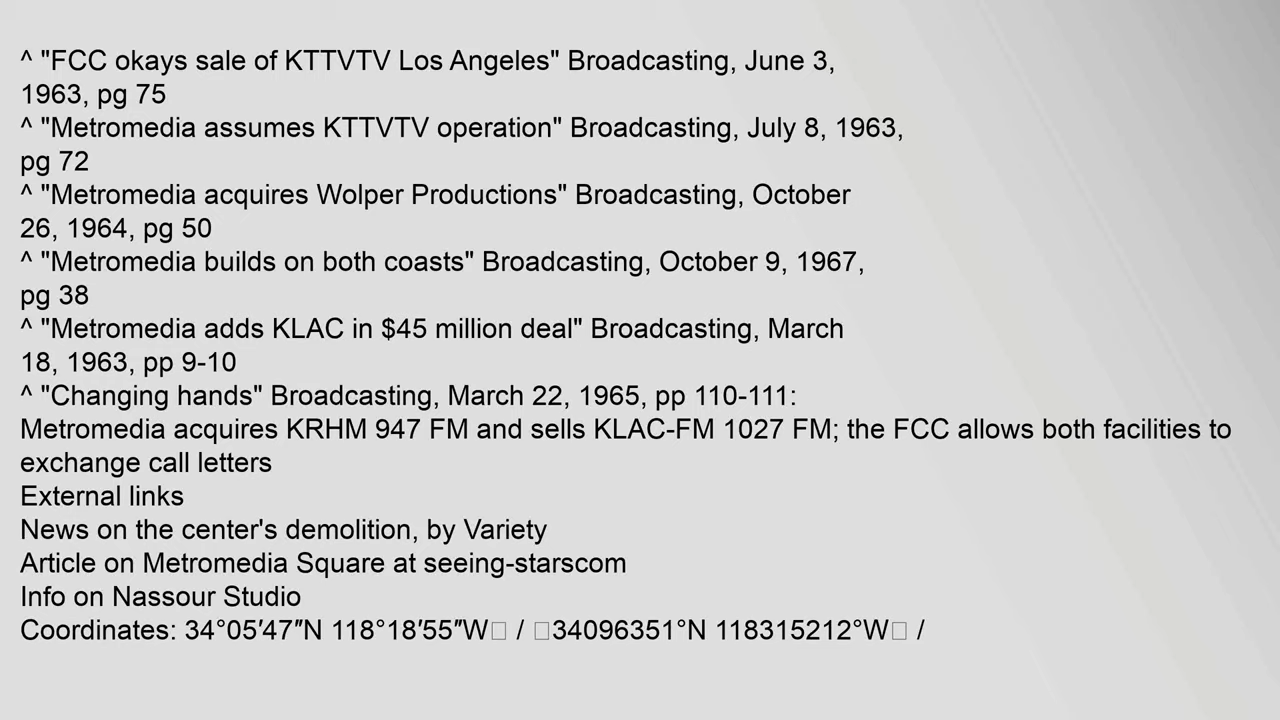 ^ "FCC okays sale of KTTVTV Los Angeles" Broadcasting, June 3,
1963, pg 75
^ "Metromedia assumes KTTVTV operation" Broadcasting, July 8, 1963,
pg 72
^ "Metromedia acquires Wolper Productions" Broadcasting, October
26, 1964, pg 50
^ "Metromedia builds on both coasts" Broadcasting, October 9, 1967,
pg 38
^ "Metromedia adds KLAC in $45 million deal" Broadcasting, March
18, 1963, pp 9-10
^ "Changing hands" Broadcasting, March 22, 1965, pp 110-111:
Metromedia acquires KRHM 947 FM and sells KLAC-FM 1027 FM; the FCC allows both facilities to
exchange call letters
External links
News on the center's demolition, by Variety
Article on Metromedia Square at seeing-starscom
Info on Nassour Studio
Coordinates: 34°05′47″N 118°18′55″W□ / □34096351°N 118315212°W□ /